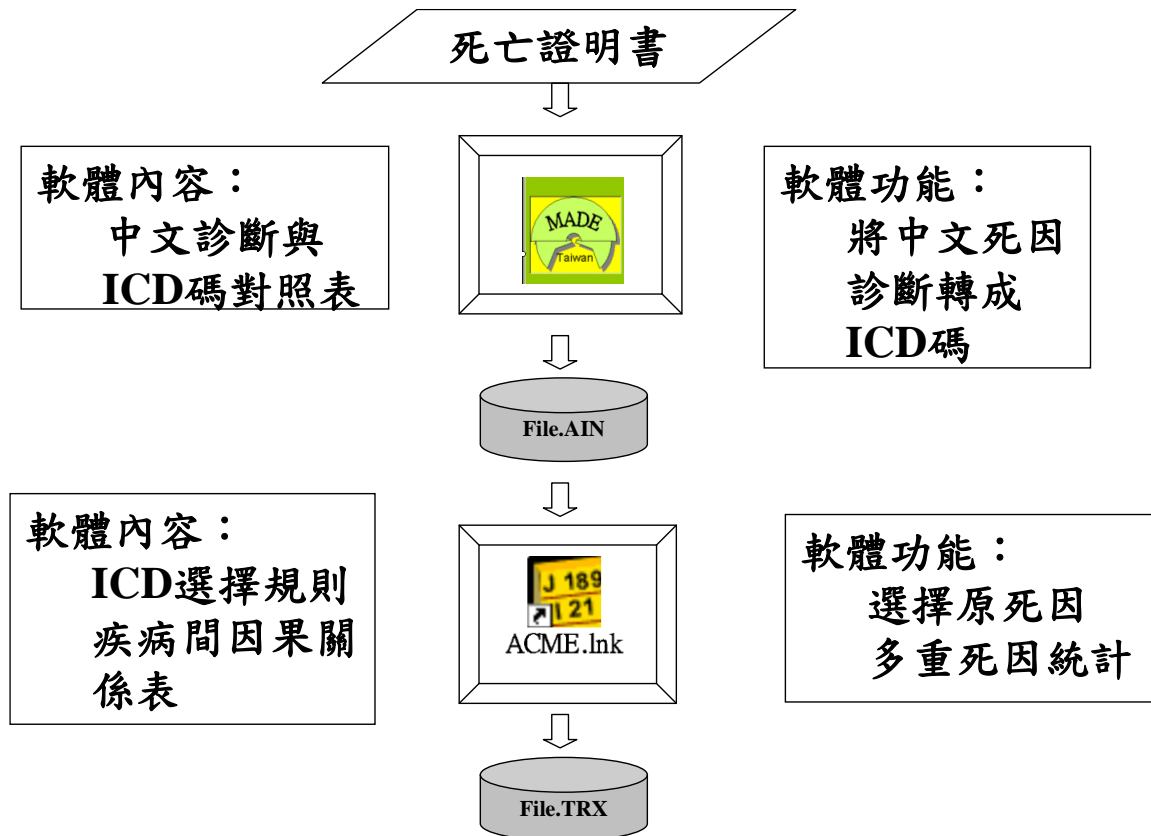 死亡證明書
軟體內容：
中文診斷與
ICD碼對照表
MADE
Taiwan
軟體功能：
將中文死因
診斷轉成
ICD碼
File.AIN
軟體內容：
ICD選擇規則
疾病間因果關
係表
J 189
I 21
ACME.lnk
軟體功能：
選擇原死因
多重死因統計
File.TRX